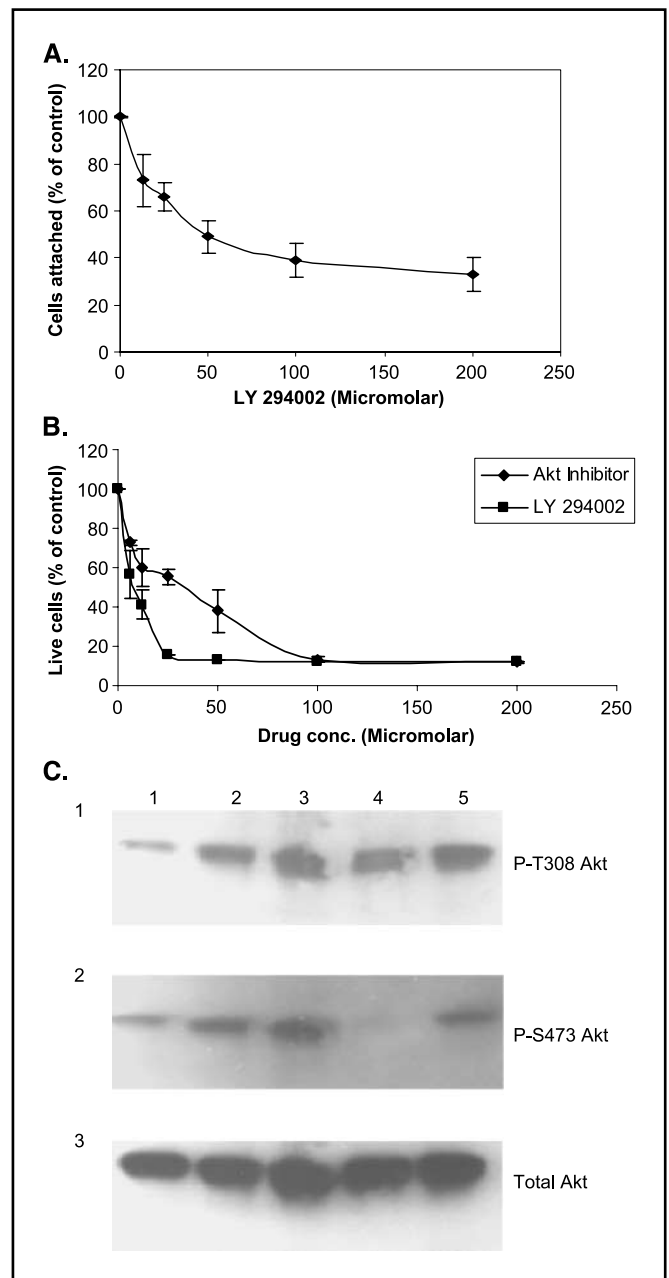 A.
Cells attached (% of control)
120
100
80
60
40
20
0
0 50 100 150 200 250
LY 294002 (Micromolar)
B.
Live cells (% of control)
120
100
80
60
40
20
0
Akt Inhibitor
LY 294002
0 50 100 150 200 250
Drug conc. (Micromolar)
C.
1 2 3 4 5
1
P-T308 Akt
2
P-S473 Akt
3
Total Akt